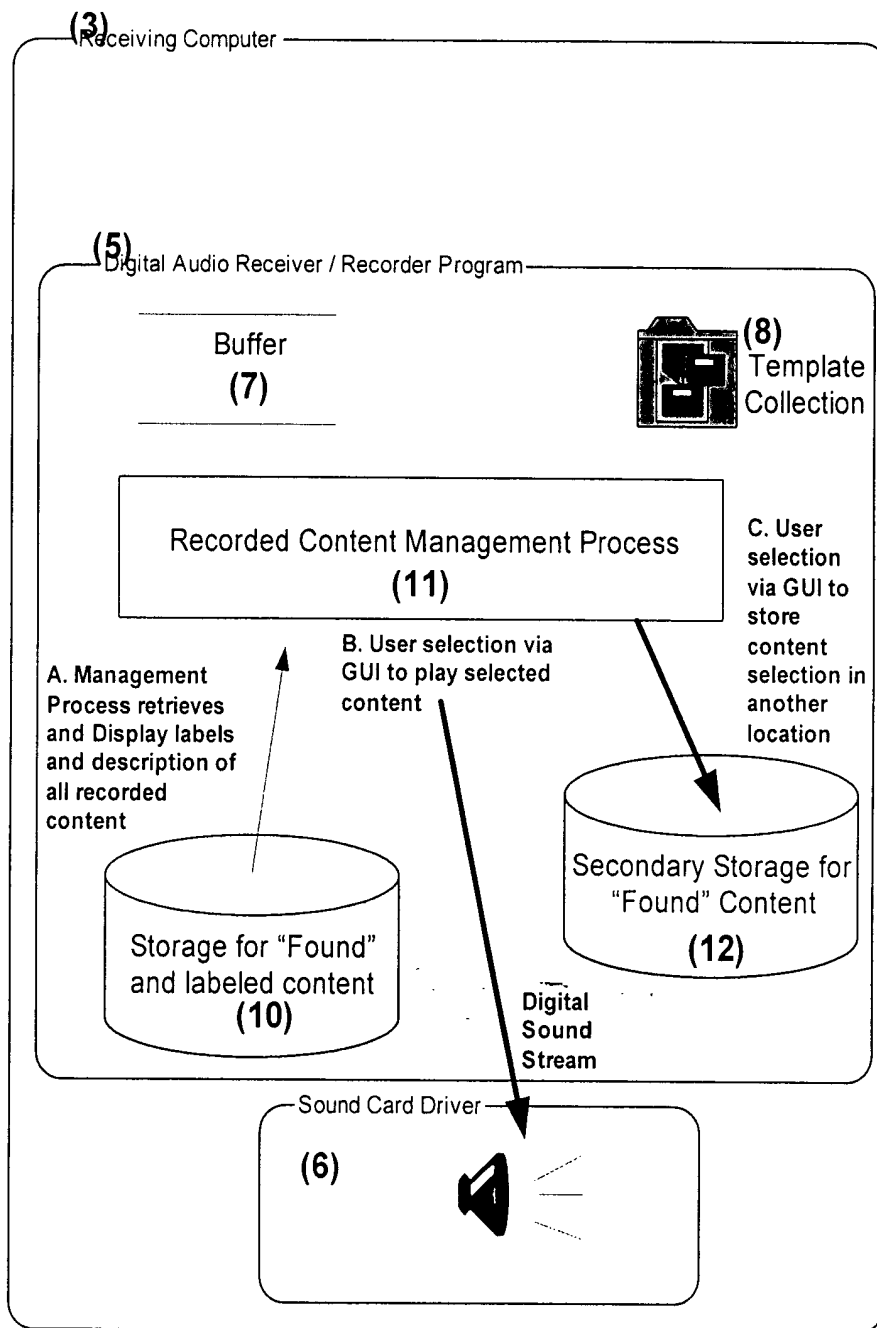 (3)
Receiving Computer
(5)
Digital Audio Receiver / Recorder Program
Buffer
(7)
(8)
Template
Collection
Recorded Content Management Process
(11)
A. Management
Process retrieves
and Display labels
and description of
all recorded
content
B. User selection via
GUI to play selected
content
C. User
selection
via GUI to
store
content
selection in
another
location
Storage for “Found”
and labeled content
(10)
Secondary Storage for
“Found” Content
(12)
Digital
Sound
Stream
Sound Card Driver
(6)